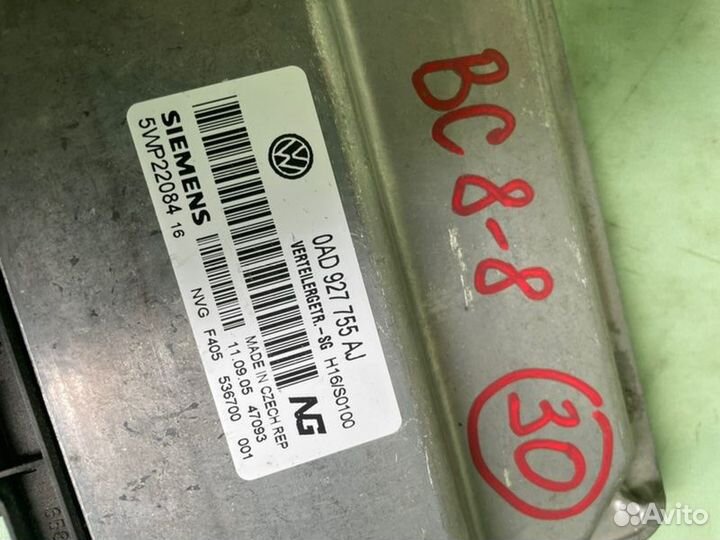 0AD 927 755 AJ
VERTEILERGETR.-SG H16/S0100
NG
MADE IN CZECH REP
11.09.05 47093
SIEMENS
5WP22084 16
NVG F405 536700 001
BC 8-8
30
Avito